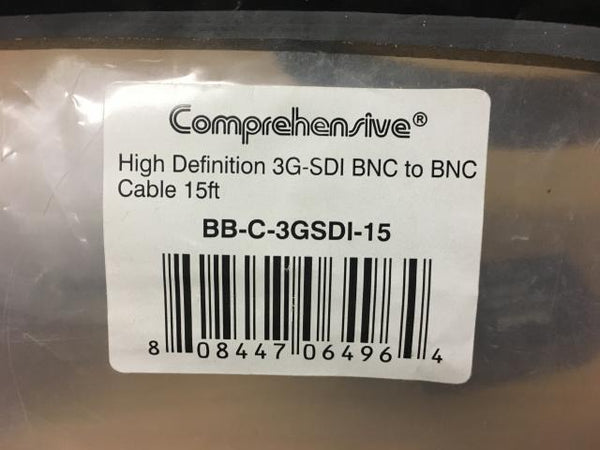 Comprehensive®
High Definition 3G-SDI BNC to BNC
Cable 15ft
BB-C-3GSDI-15
8 08447 06496 4